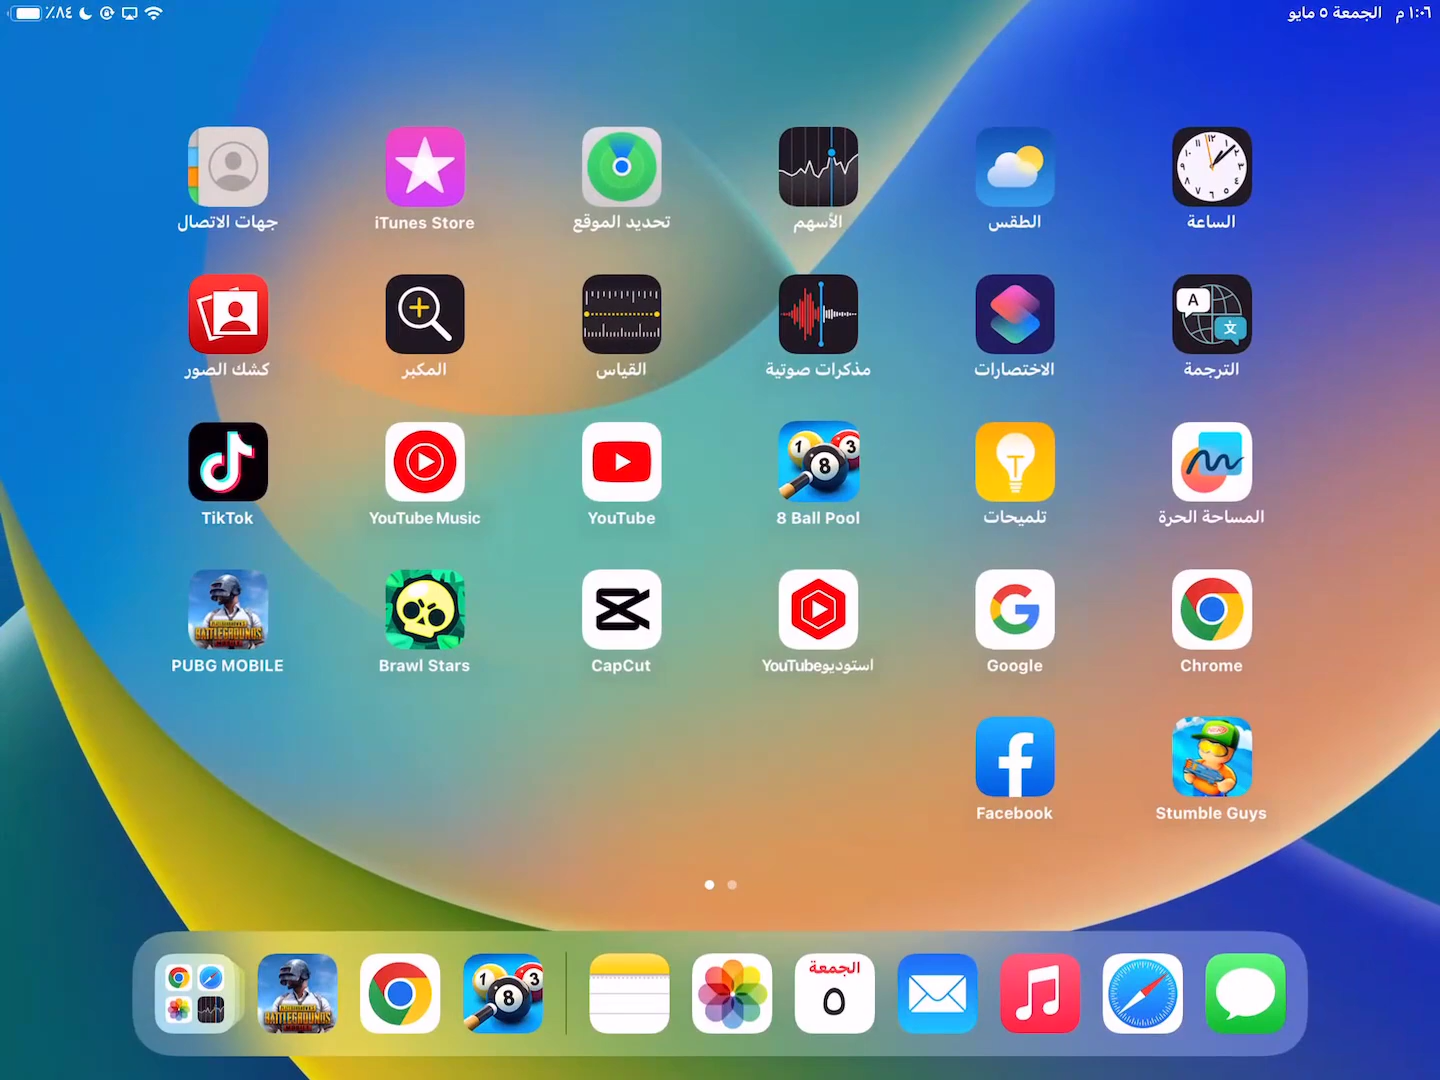 ١:٠٦ م الجمعة ٥ مايو
٪٨٤
الساعة
الطقس
الأسهم
تحديد الموقع
iTunes Store
جهات الاتصال
الترجمة
الاختصارات
مذكرات صوتية
القياس
المكبر
كشك الصور
المساحة الحرة
تلميحات
8 Ball Pool
YouTube
YouTube Music
TikTok
Chrome
Google
استوديوYouTube
CapCut
Brawl Stars
PUBG MOBILE
Stumble Guys
Facebook
الجمعة
٥